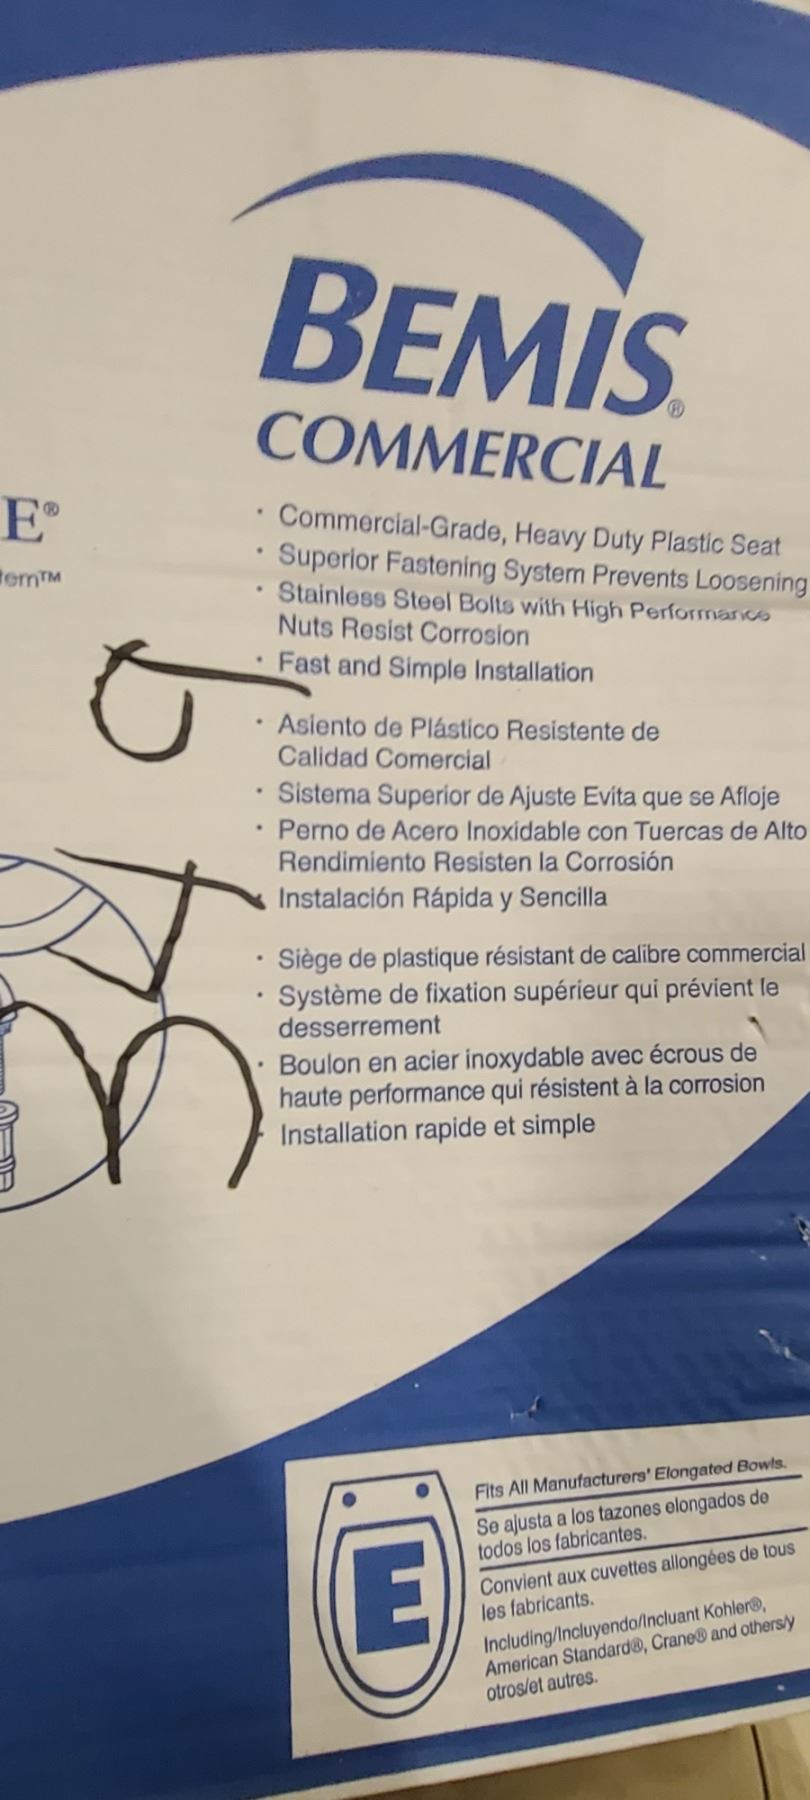 BEMIS®
COMMERCIAL
E®
tem™
· Commercial-Grade, Heavy Duty Plastic Seat
· Superior Fastening System Prevents Loosening
· Stainless Steel Bolts with High Performance
Nuts Resist Corrosion
· Fast and Simple Installation
· Asiento de Plástico Resistente de
Calidad Comercial
· Sistema Superior de Ajuste Evita que se Afloje
· Perno de Acero Inoxidable con Tuercas de Alto
Rendimiento Resisten la Corrosión
Instalación Rápida y Sencilla
· Siège de plastique résistant de calibre commercial
· Système de fixation supérieur qui prévient le
desserrement
· Boulon en acier inoxydable avec écrous de
haute performance qui résistent à la corrosion
Installation rapide et simple
E
Fits All Manufacturers' Elongated Bowls.
Se ajusta a los tazones elongados de
todos los fabricantes.
Convient aux cuvettes allongées de tous
les fabricants.
Including/Incluyendo/Incluant Kohler®,
American Standard®, Crane® and others/y
otros/et autres.